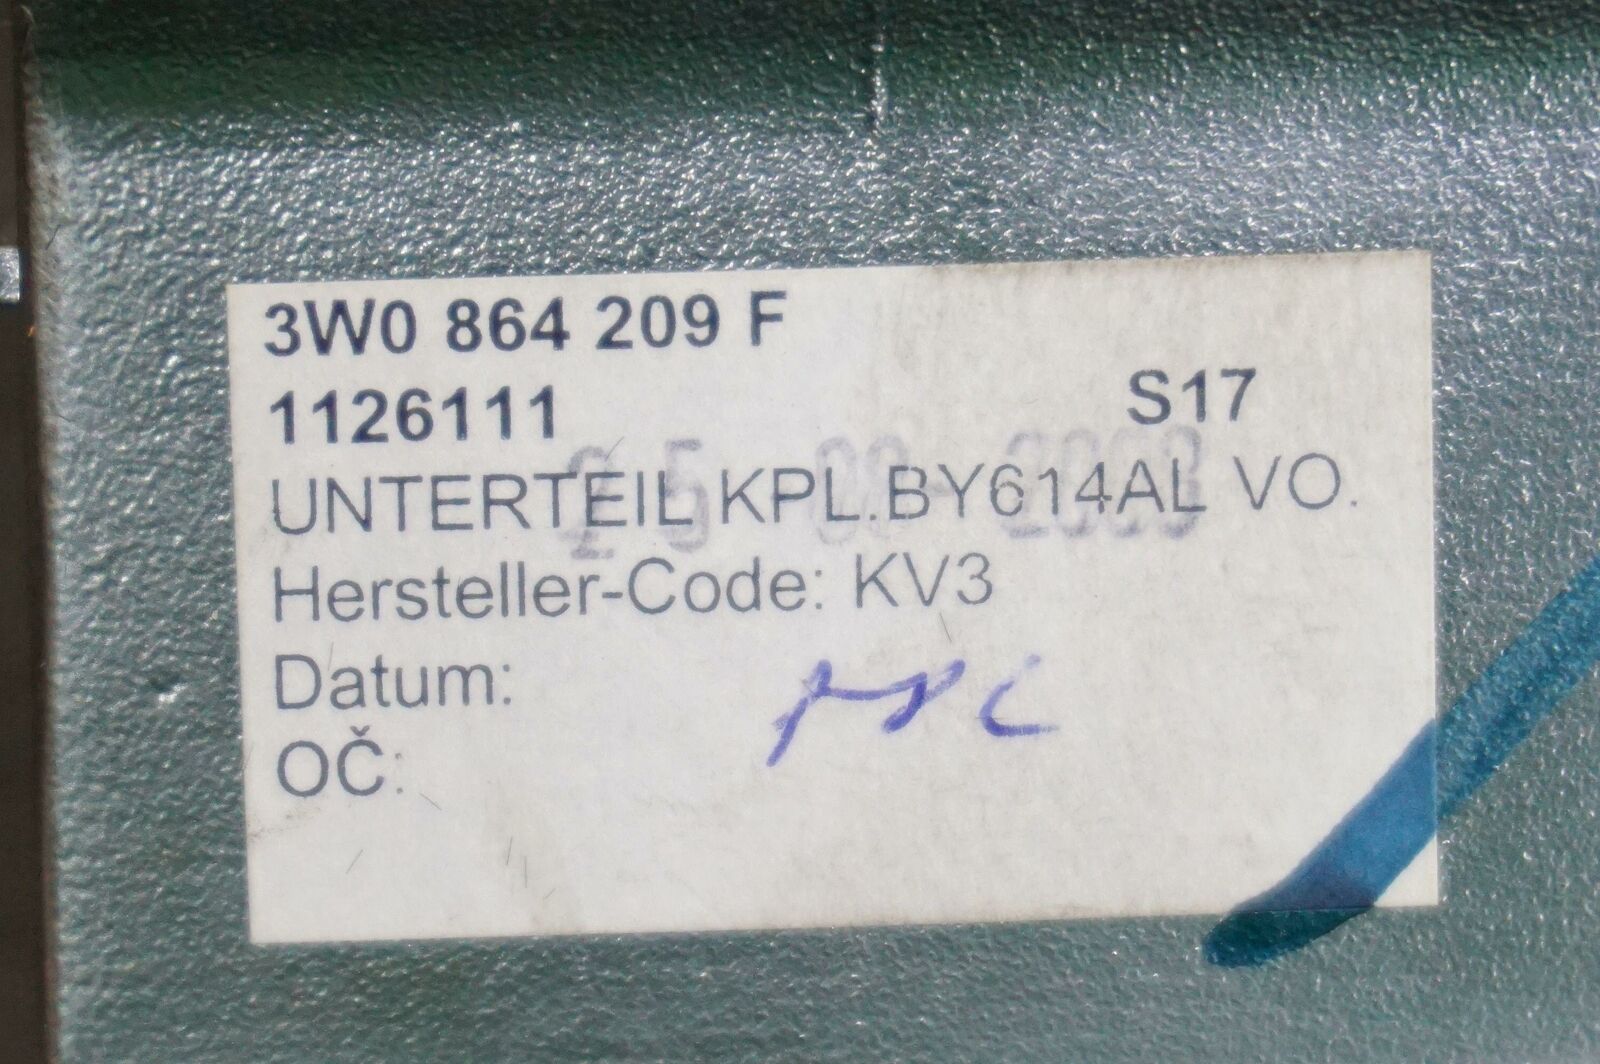 3W0 864 209 F
1126111 S17
UNTERTEIL KPL.BY614AL VO.
Hersteller-Code: KV3
Datum:
OČ: